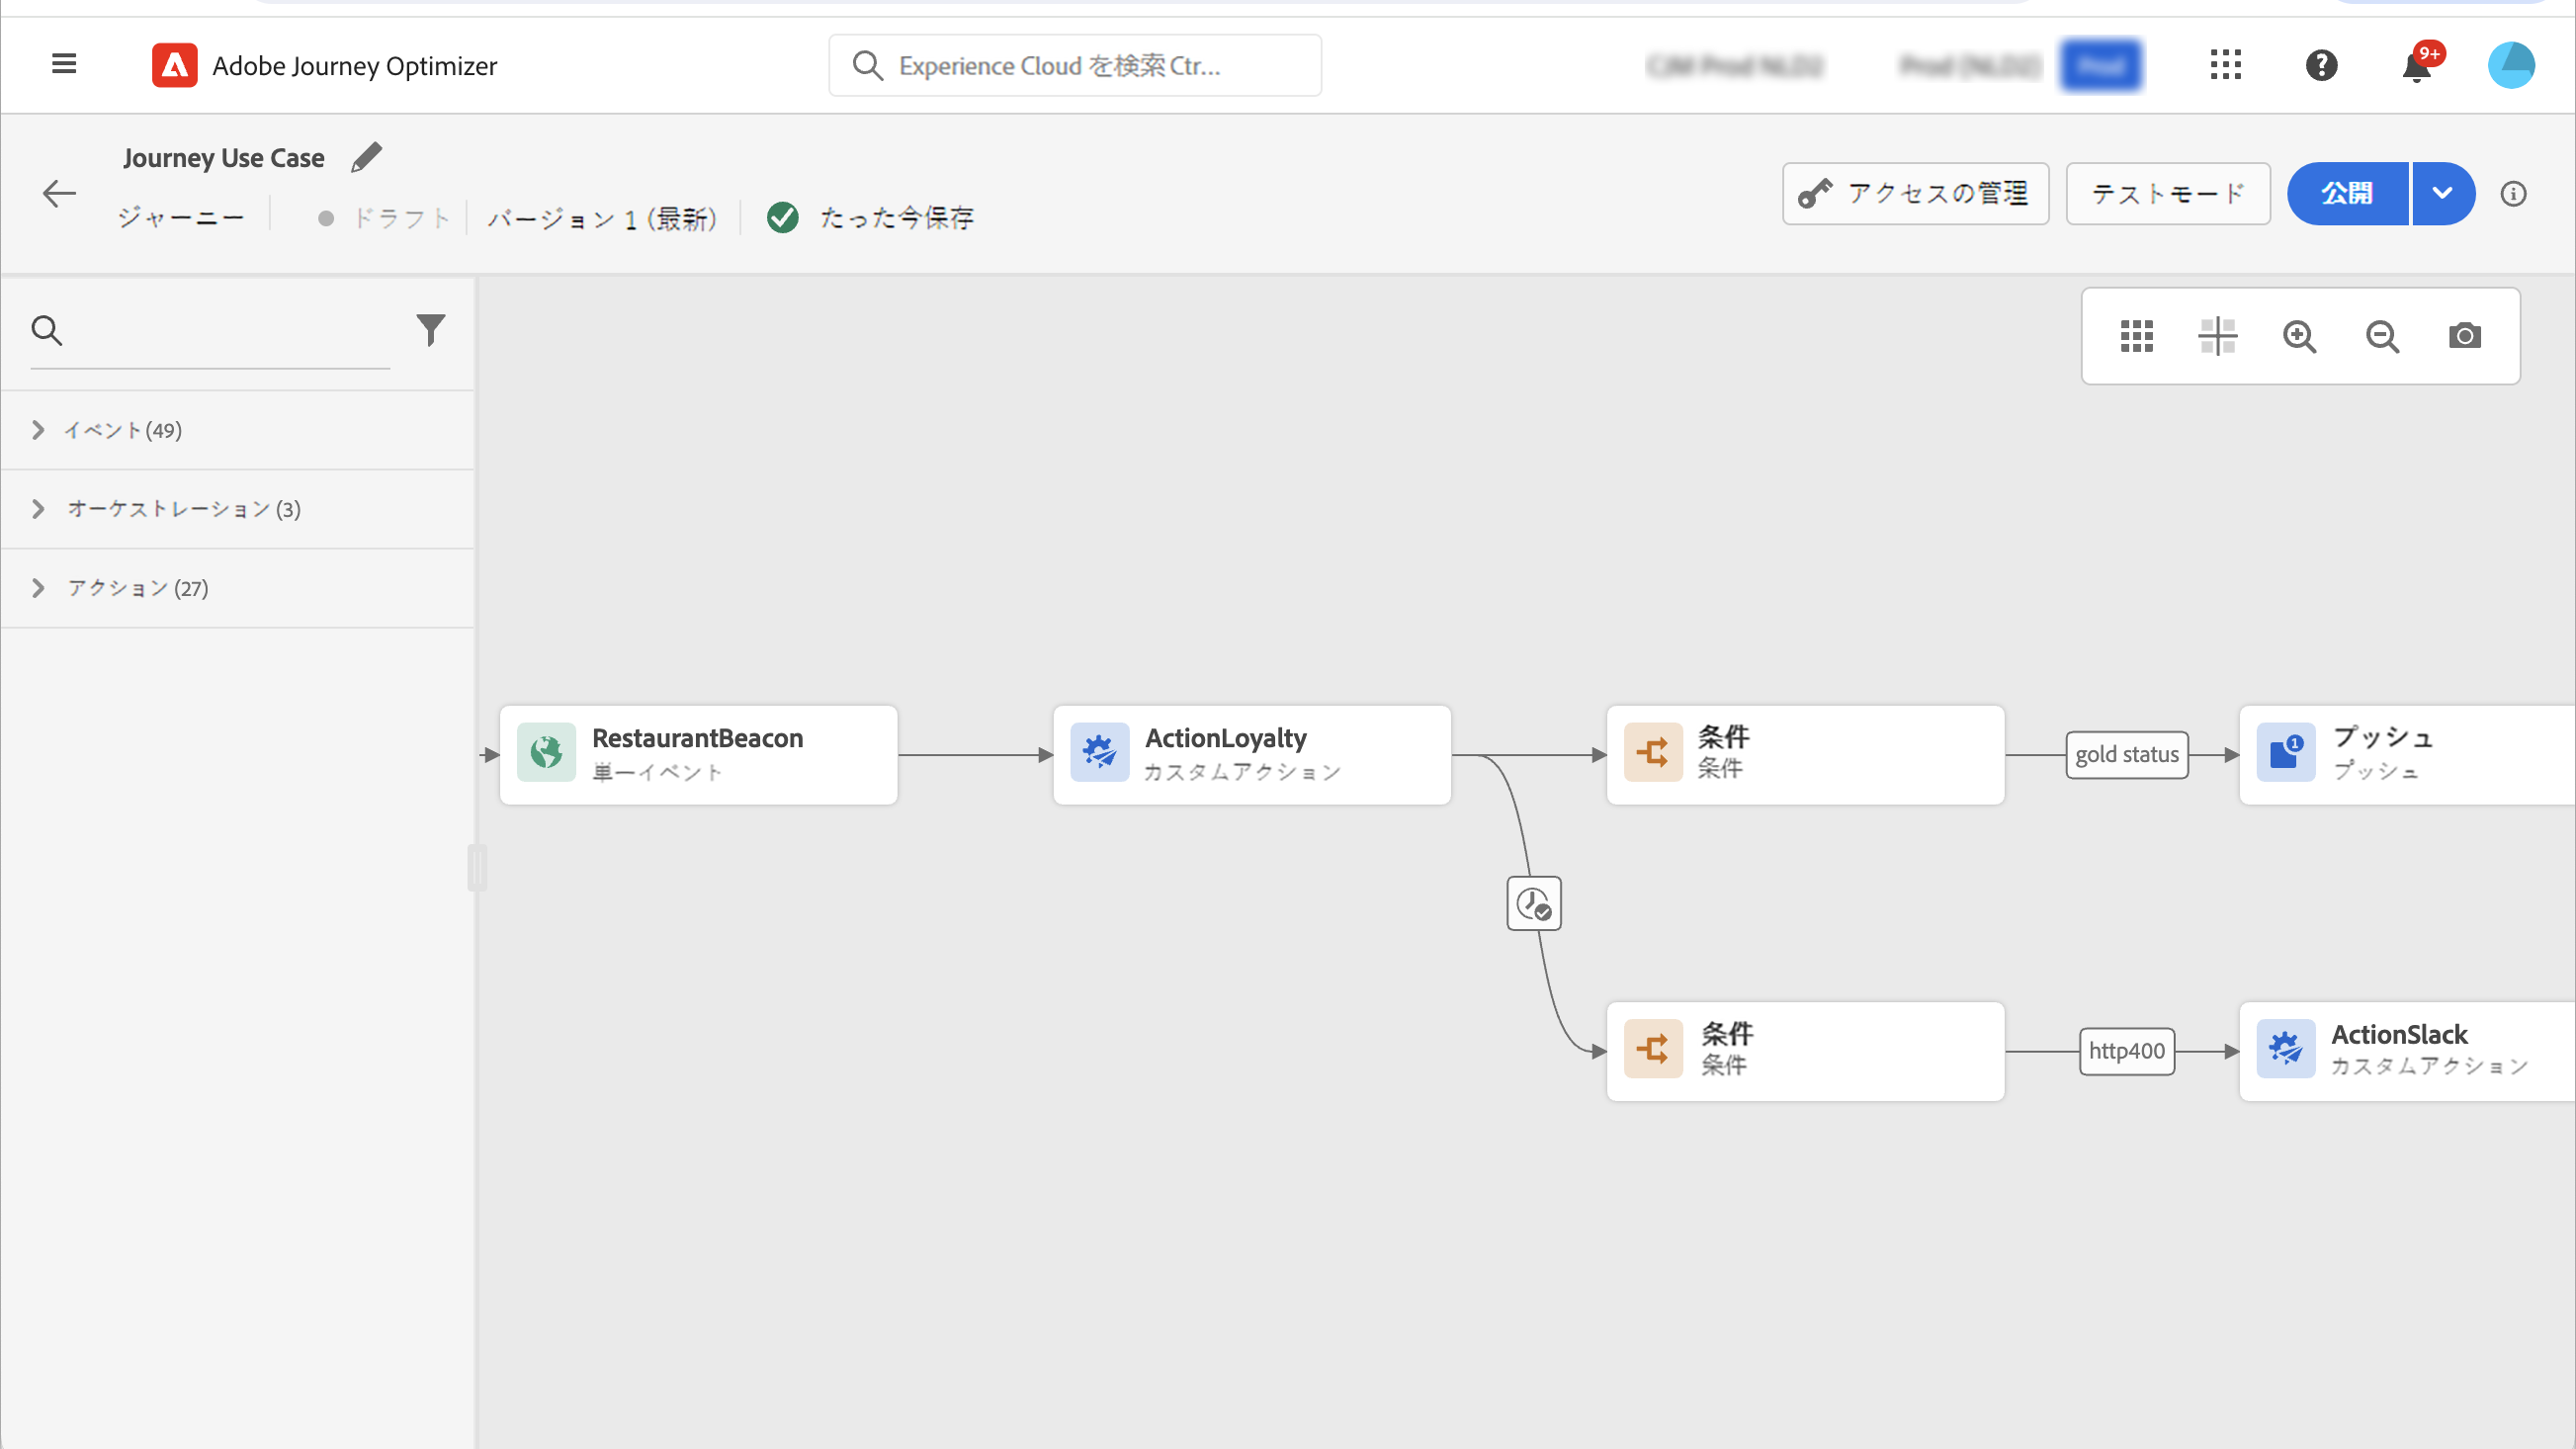 Adobe Journey Optimizer
Experience Cloud を検索 Ctr...
9+
Journey Use Case
ジャーニー
ドラフト
バージョン 1 (最新)
たった今保存
アクセスの管理
テストモード
公開
イベント(49)
オーケストレーション (3)
アクション (27)
RestaurantBeacon
単一イベント
ActionLoyalty
カスタムアクション
条件
条件
gold status
1
プッシュ
プッシュ
条件
条件
http400
ActionSlack
カスタムアクション